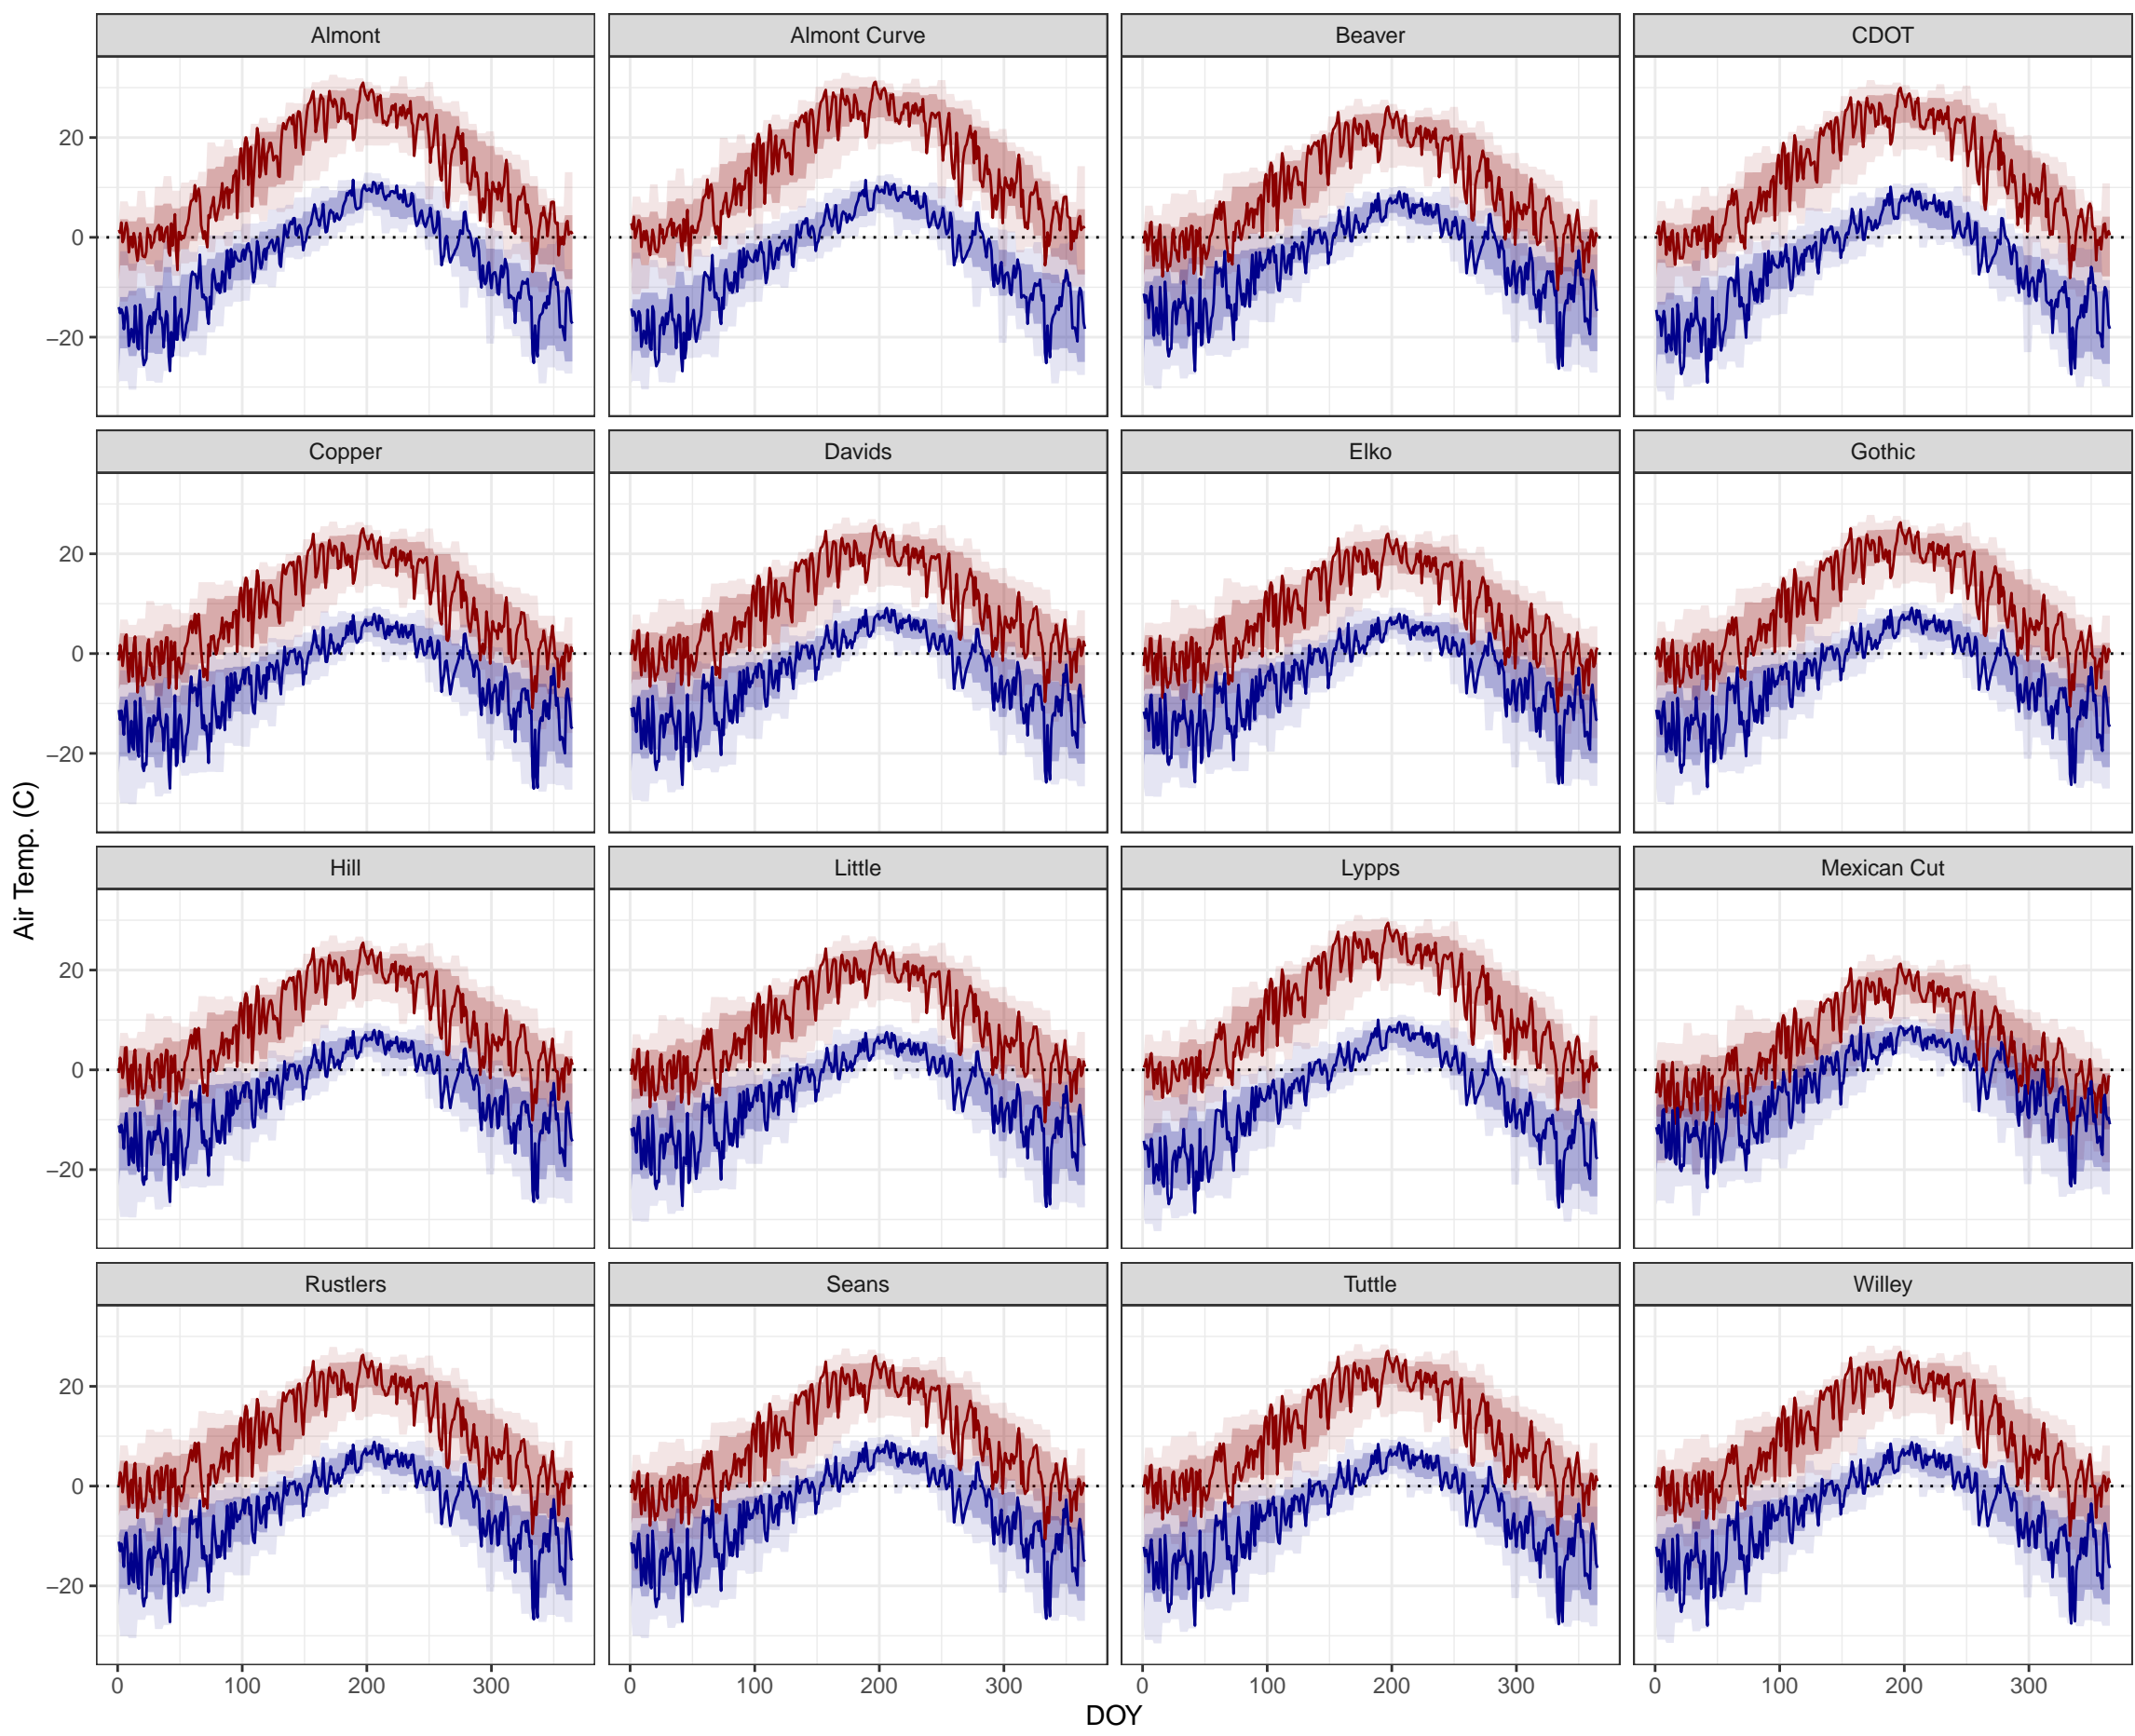 Almont Almont Curve Beaver CDOT
20
0
−20
Copper Davids Elko Gothic
20
0
−20
Air Temp. (C)
Hill Little Lypps Mexican Cut
20
0
−20
Rustlers Seans Tuttle Willey
20
0
−20
0 100 200 300 0 100 200 300 0 100 200 300 0 100 200 300
DOY